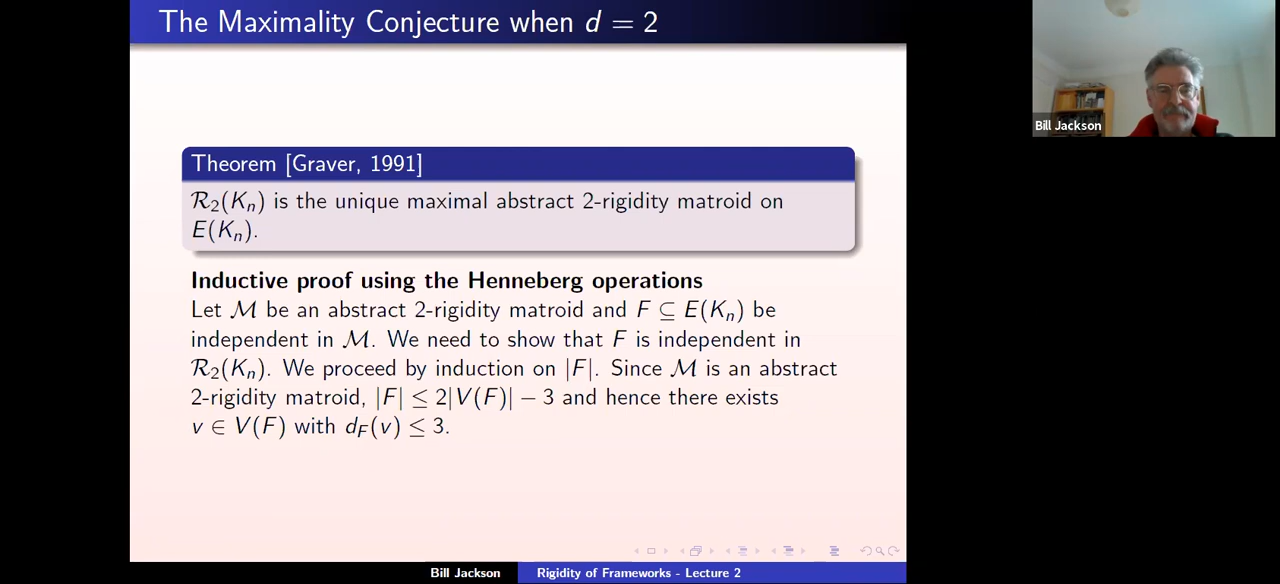 The Maximality Conjecture when d = 2
Theorem [Graver, 1991]
ℛ₂(Kₙ) is the unique maximal abstract 2-rigidity matroid on
E(Kₙ).
Inductive proof using the Henneberg operations
Let ℳ be an abstract 2-rigidity matroid and F ⊆ E(Kₙ) be
independent in ℳ. We need to show that F is independent in
ℛ₂(Kₙ). We proceed by induction on |F|. Since ℳ is an abstract
2-rigidity matroid, |F| ≤ 2|V(F)| − 3 and hence there exists
v ∈ V(F) with d_F(v) ≤ 3.
Bill Jackson
Rigidity of Frameworks - Lecture 2
Bill Jackson